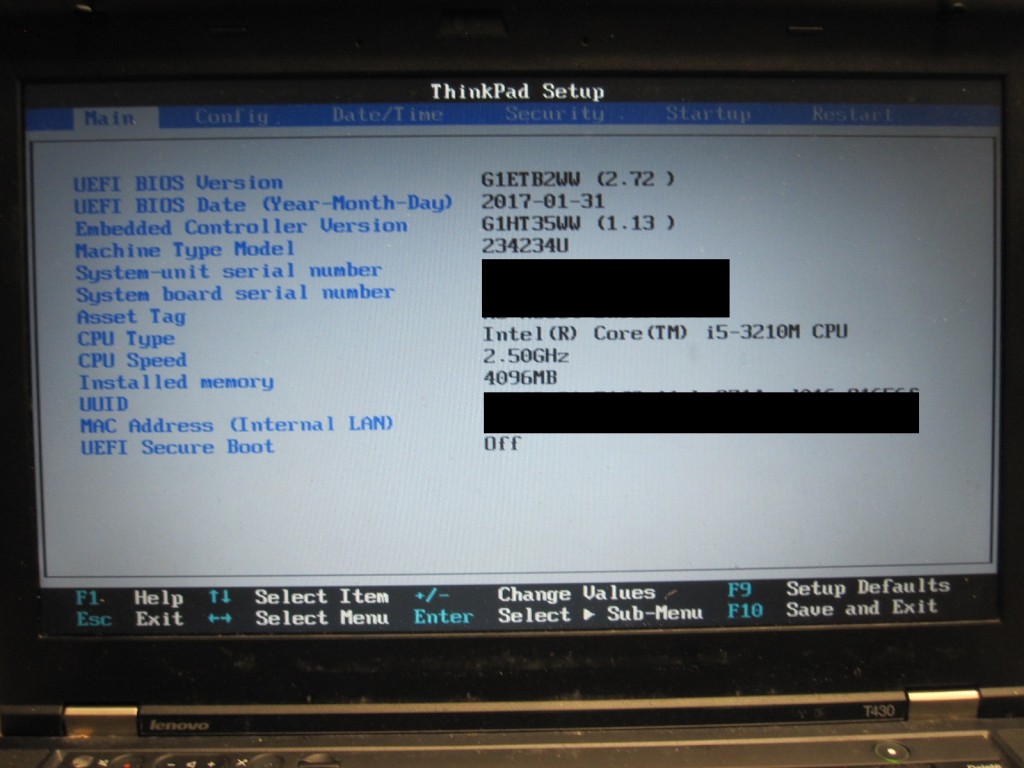 ThinkPad Setup
Main Config Date/Time Security Startup Restart
UEFI BIOS Version G1ETB2WW (2.72 )
UEFI BIOS Date (Year-Month-Day) 2017-01-31
Embedded Controller Version G1HT35WW (1.13 )
Machine Type Model 234234U
System-unit serial number
System board serial number
Asset Tag
CPU Type Intel(R) Core(TM) i5-3210M CPU
CPU Speed 2.50GHz
Installed memory 4096MB
UUID
MAC Address (Internal LAN)
UEFI Secure Boot Off
F1 Help ↑↓ Select Item +/- Change Values F9 Setup Defaults
Esc Exit ←→ Select Menu Enter Select ▶ Sub-Menu F10 Save and Exit
lenovo T430